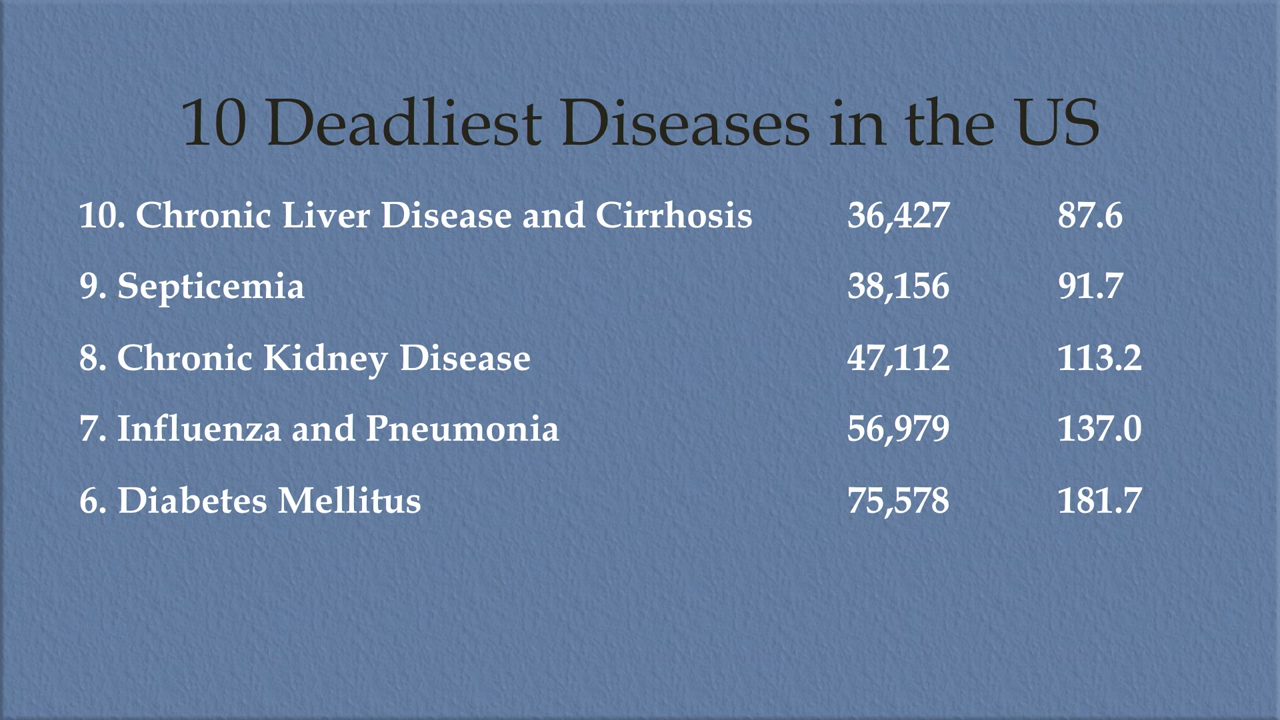 10 Deadliest Diseases in the US
10. Chronic Liver Disease and Cirrhosis 36,427 87.6
9. Septicemia 38,156 91.7
8. Chronic Kidney Disease 47,112 113.2
7. Influenza and Pneumonia 56,979 137.0
6. Diabetes Mellitus 75,578 181.7